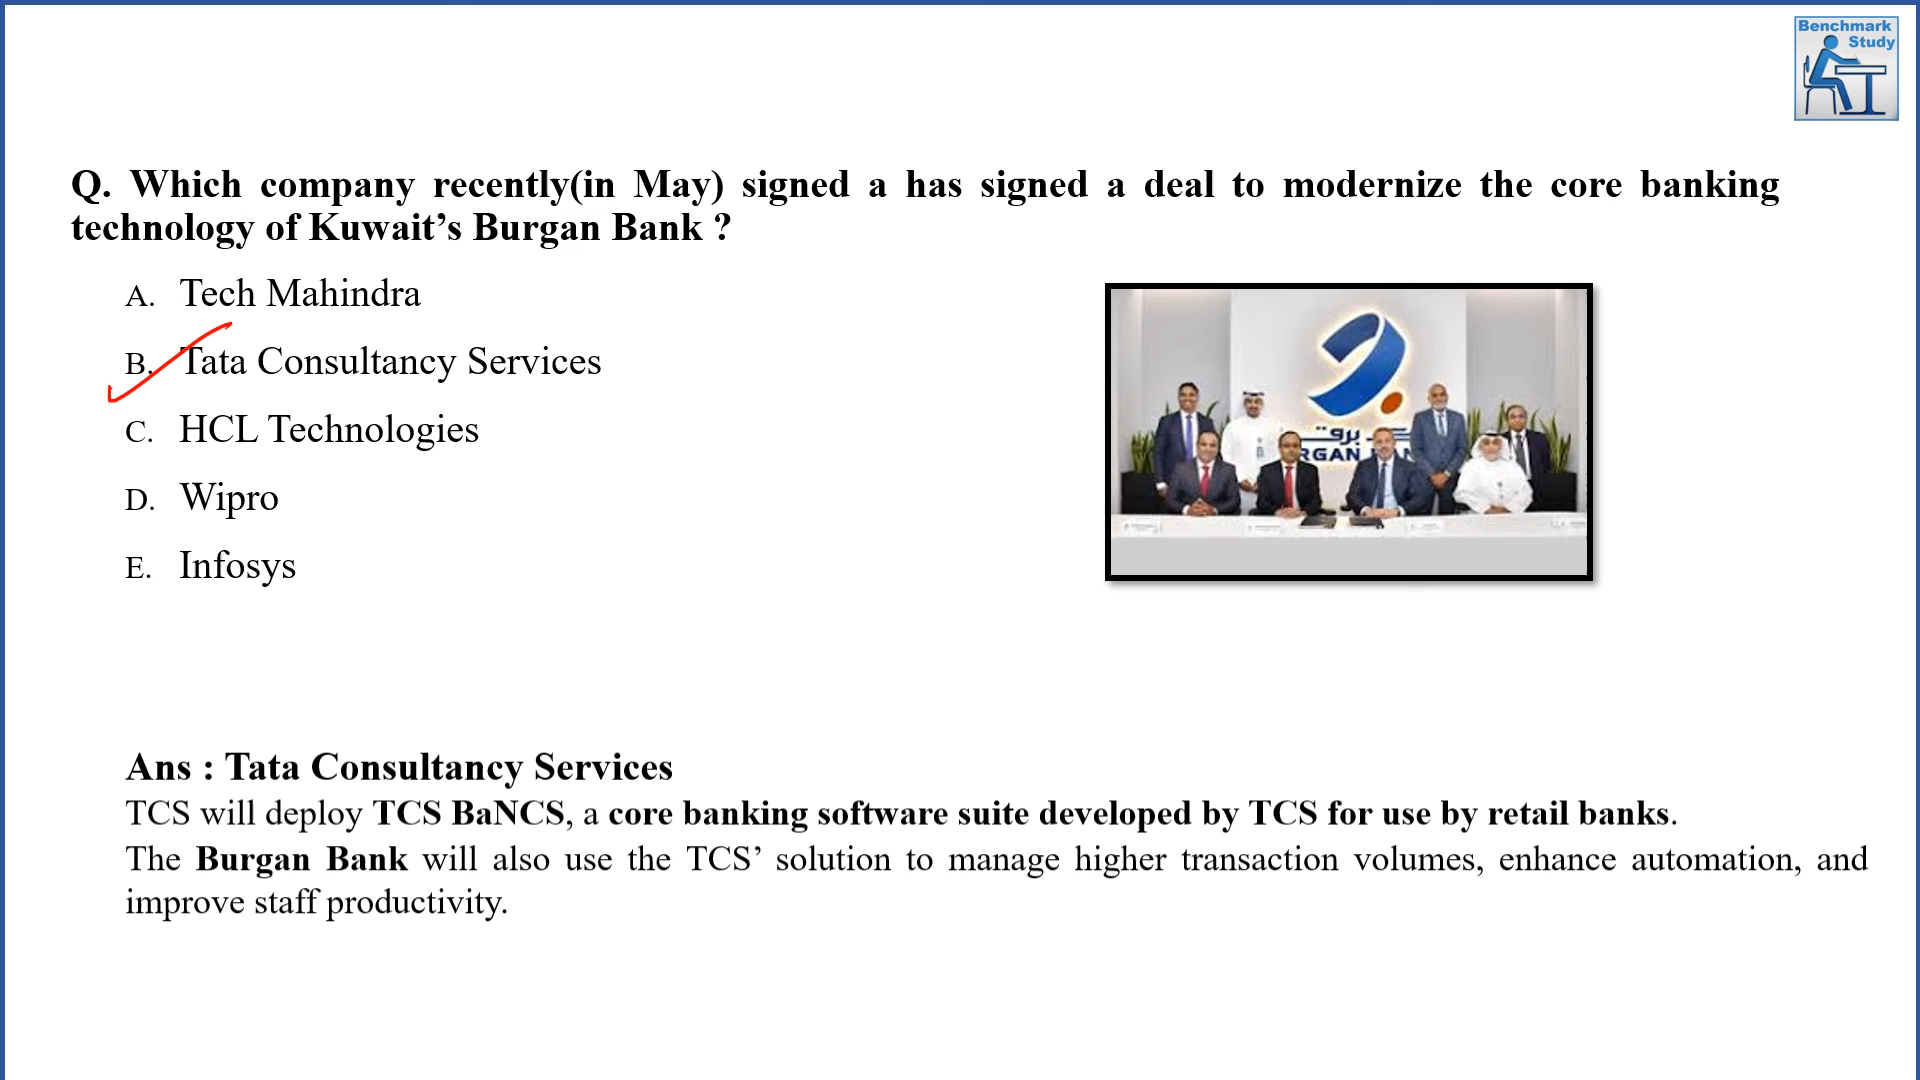 Benchmark
Study
Q. Which company recently(in May) signed a has signed a deal to modernize the core banking
technology of Kuwait’s Burgan Bank ?
A. Tech Mahindra
B. Tata Consultancy Services
C. HCL Technologies
D. Wipro
E. Infosys
برق
Ans : Tata Consultancy Services
TCS will deploy TCS BaNCS, a core banking software suite developed by TCS for use by retail banks.
The Burgan Bank will also use the TCS’ solution to manage higher transaction volumes, enhance automation, and
improve staff productivity.